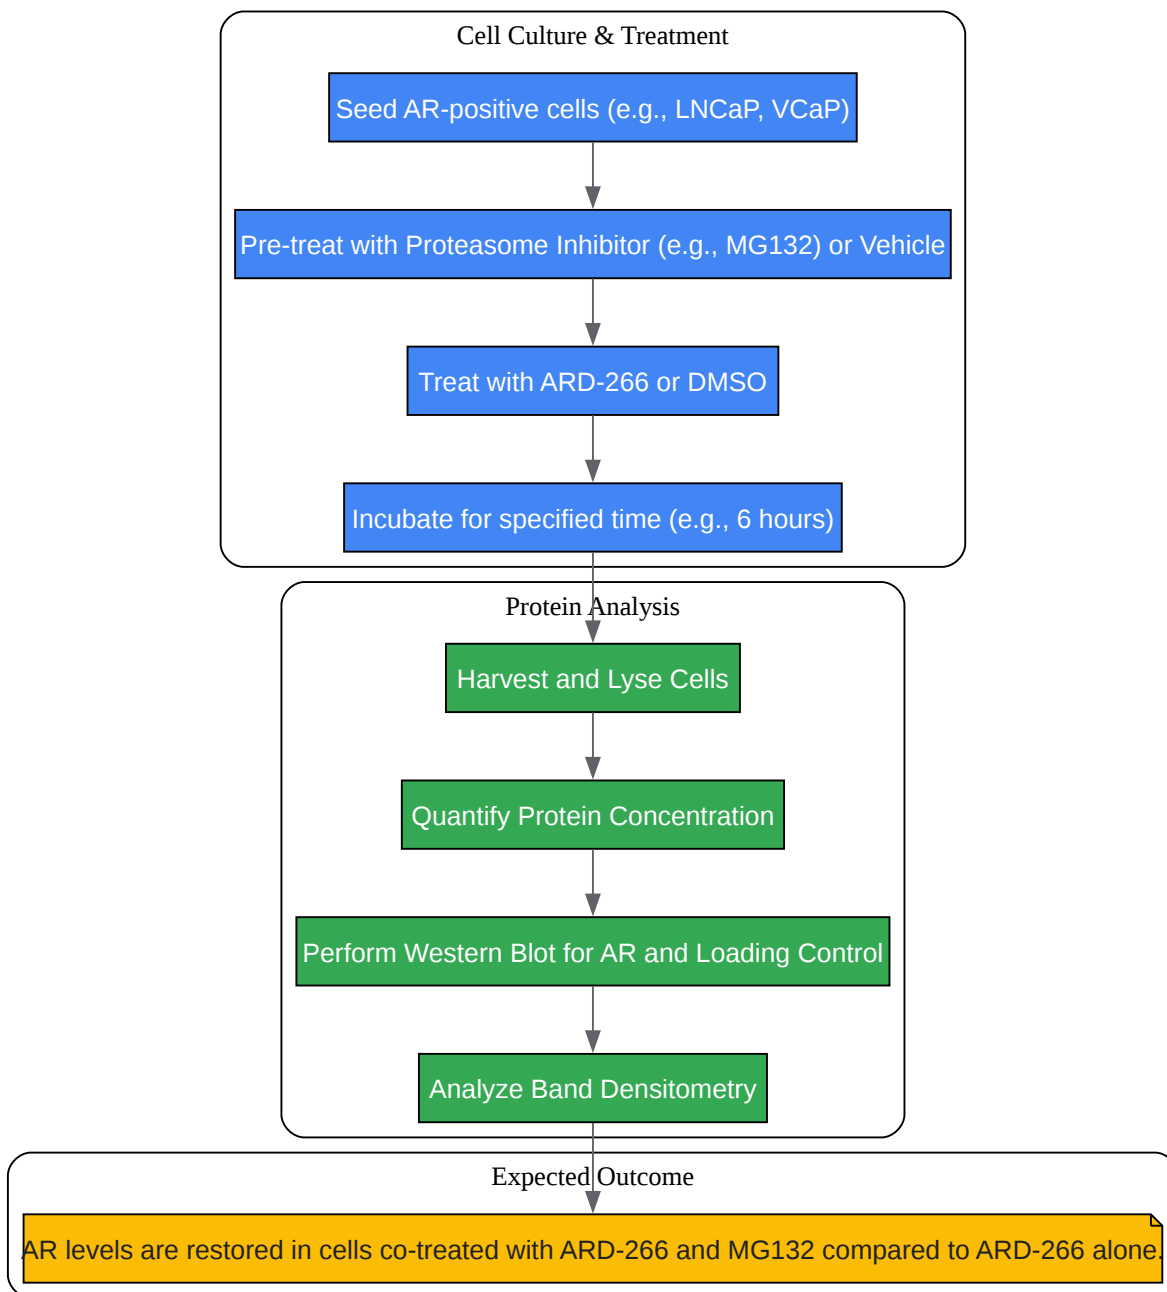 Cell Culture & Treatment
Seed AR-positive cells (e.g., LNCaP, VCaP)
Pre-treat with Proteasome Inhibitor (e.g., MG132) or Vehicle
Treat with ARD-266 or DMSO
Incubate for specified time (e.g., 6 hours)
Protein Analysis
Harvest and Lyse Cells
Quantify Protein Concentration
Perform Western Blot for AR and Loading Control
Analyze Band Densitometry
Expected Outcome
AR levels are restored in cells co-treated with ARD-266 and MG132 compared to ARD-266 alone.